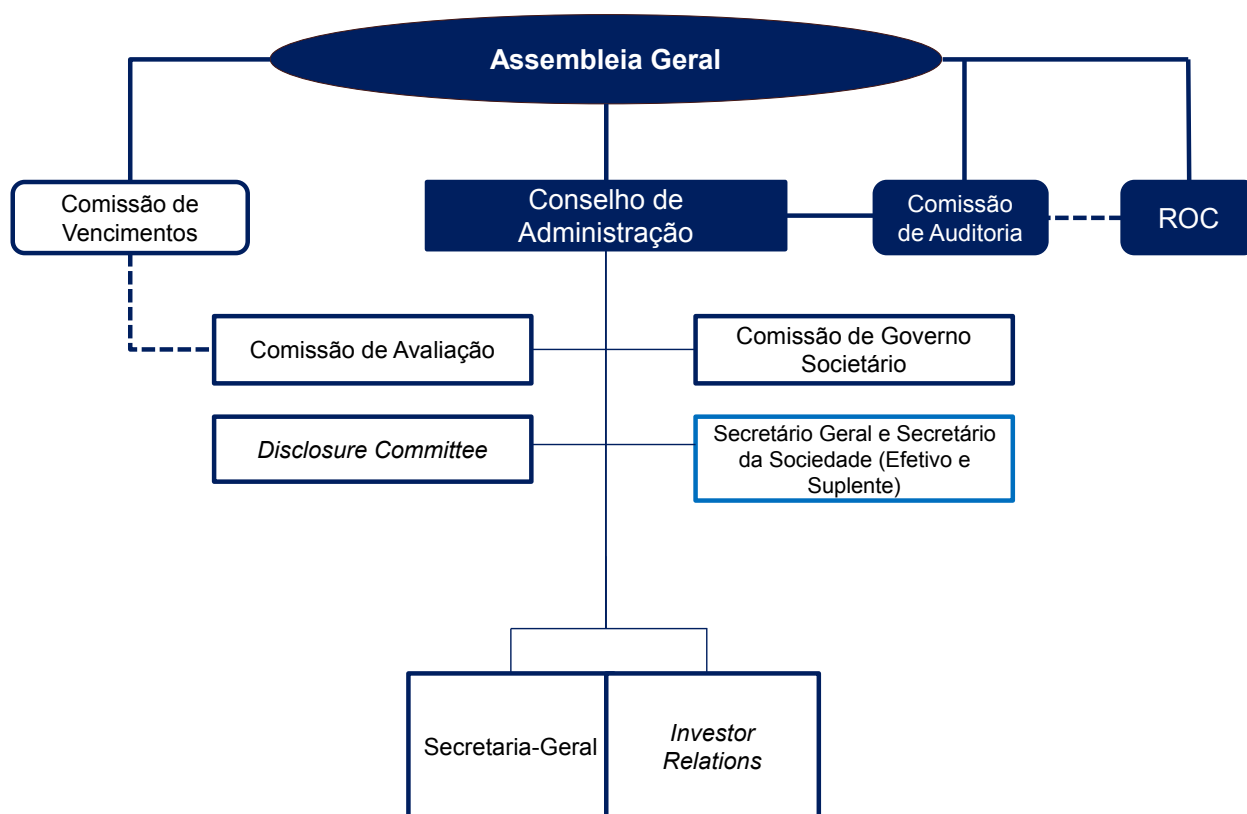 Assembleia Geral
Comissão de
Vencimentos
Conselho de
Administração
Comissão
de Auditoria
ROC
Comissão de Avaliação
Comissão de Governo
Societário
Disclosure Committee
Secretário Geral e Secretário
da Sociedade (Efetivo e
Suplente)
Secretaria-Geral
Investor
Relations